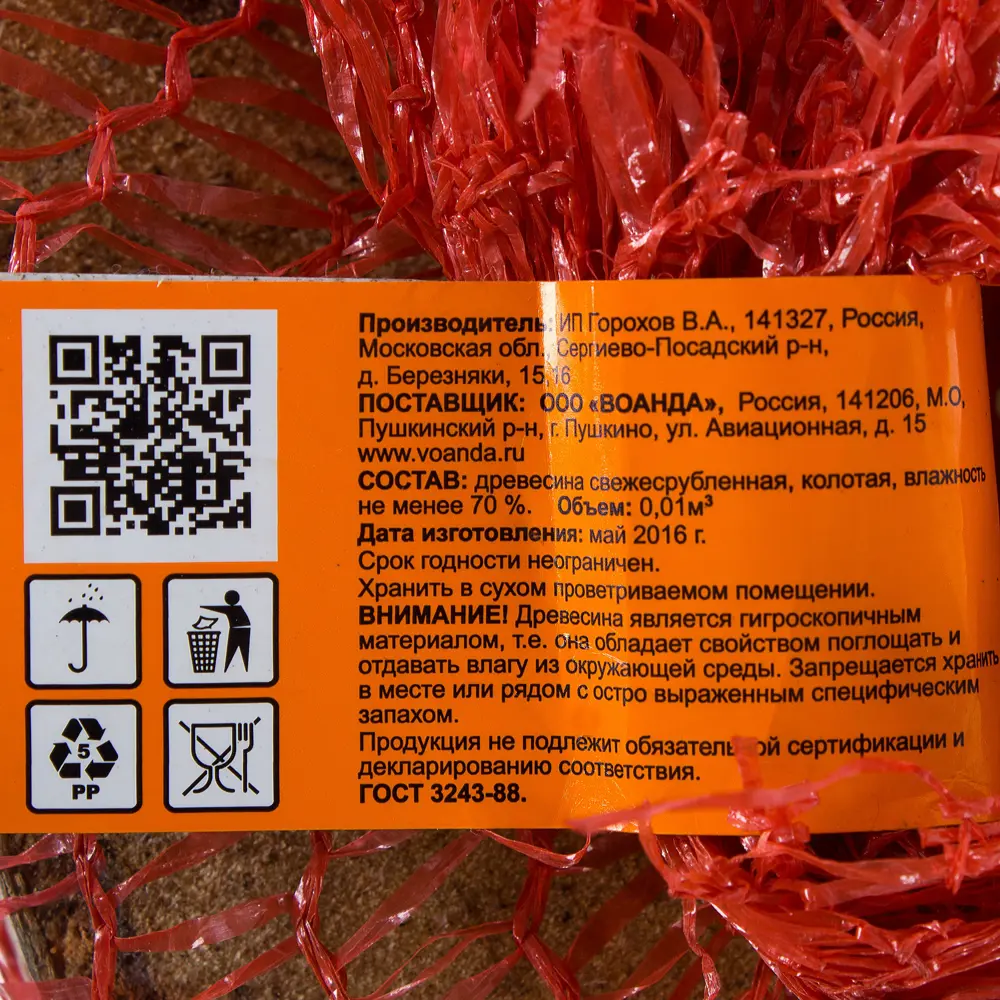 Производитель: ИП Горохов В.А., 141327, Россия,
Московская обл., Сергиево-Посадский р-н,
д. Березняки, 15,16
ПОСТАВЩИК: ООО «ВОАНДА», Россия, 141206, М.О,
Пушкинский р-н, г. Пушкино, ул. Авиационная, д. 15
www.voanda.ru
СОСТАВ: древесина свежесрубленная, колотая, влажность
не менее 70 %. Объем: 0,01м³
Дата изготовления: май 2016 г.
Срок годности неограничен.
Хранить в сухом проветриваемом помещении.
ВНИМАНИЕ! Древесина является гигроскопичным
материалом, т.е. она обладает свойством поглощать и
отдавать влагу из окружающей среды. Запрещается хранить
в месте или рядом с остро выраженным специфическим
запахом.
Продукция не подлежит обязательной сертификации и
декларированию соответствия.
ГОСТ 3243-88.
5
PP